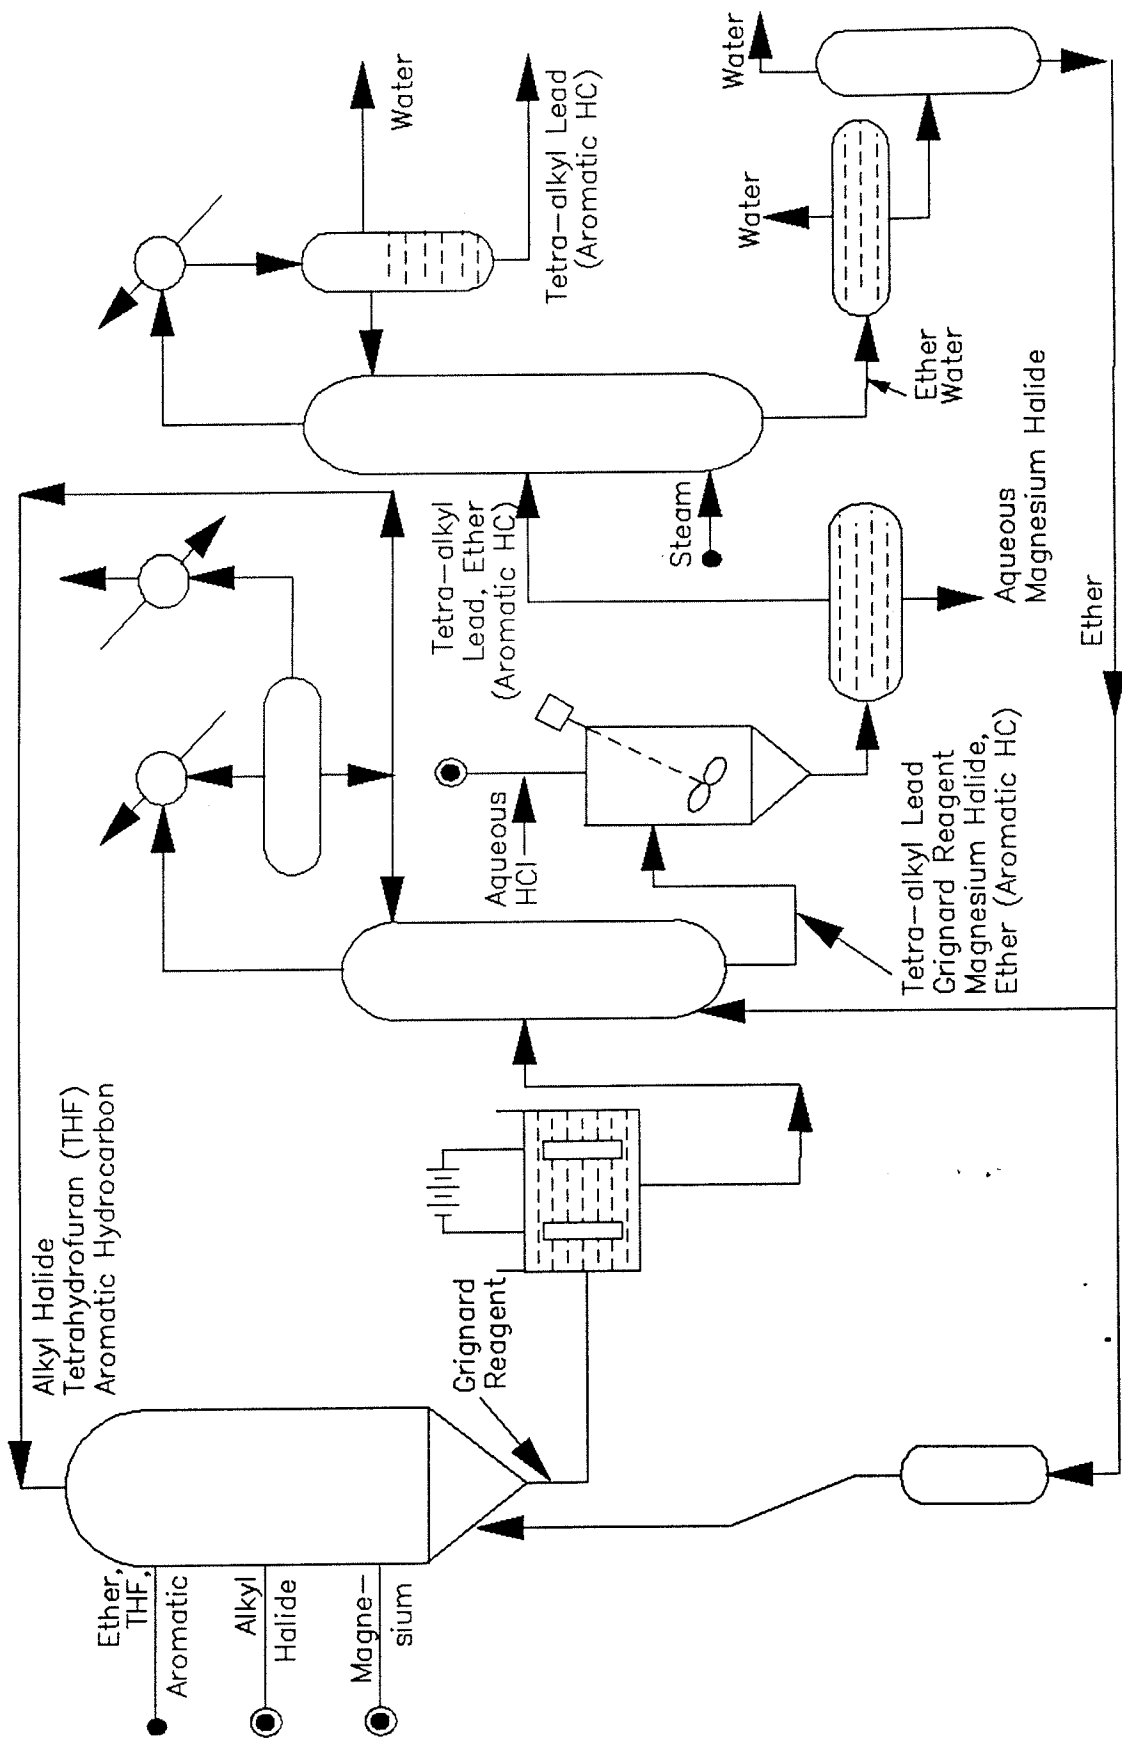 Ether,
THF,
Aromatic
Alkyl
Halide
Magne-
sium
Alkyl Halide
Tetrahydrofuran (THF)
Aromatic Hydrocarbon
Grignard
Reagent
Aqueous
HCl
Tetra-alkyl Lead
Grignard Reagent
Magnesium Halide,
Ether (Aromatic HC)
Tetra-alkyl
Lead, Ether
(Aromatic HC)
Steam
Aqueous
Magnesium Halide
Ether
Ether
Water
Water
Tetra-alkyl Lead
(Aromatic HC)
Water
Water